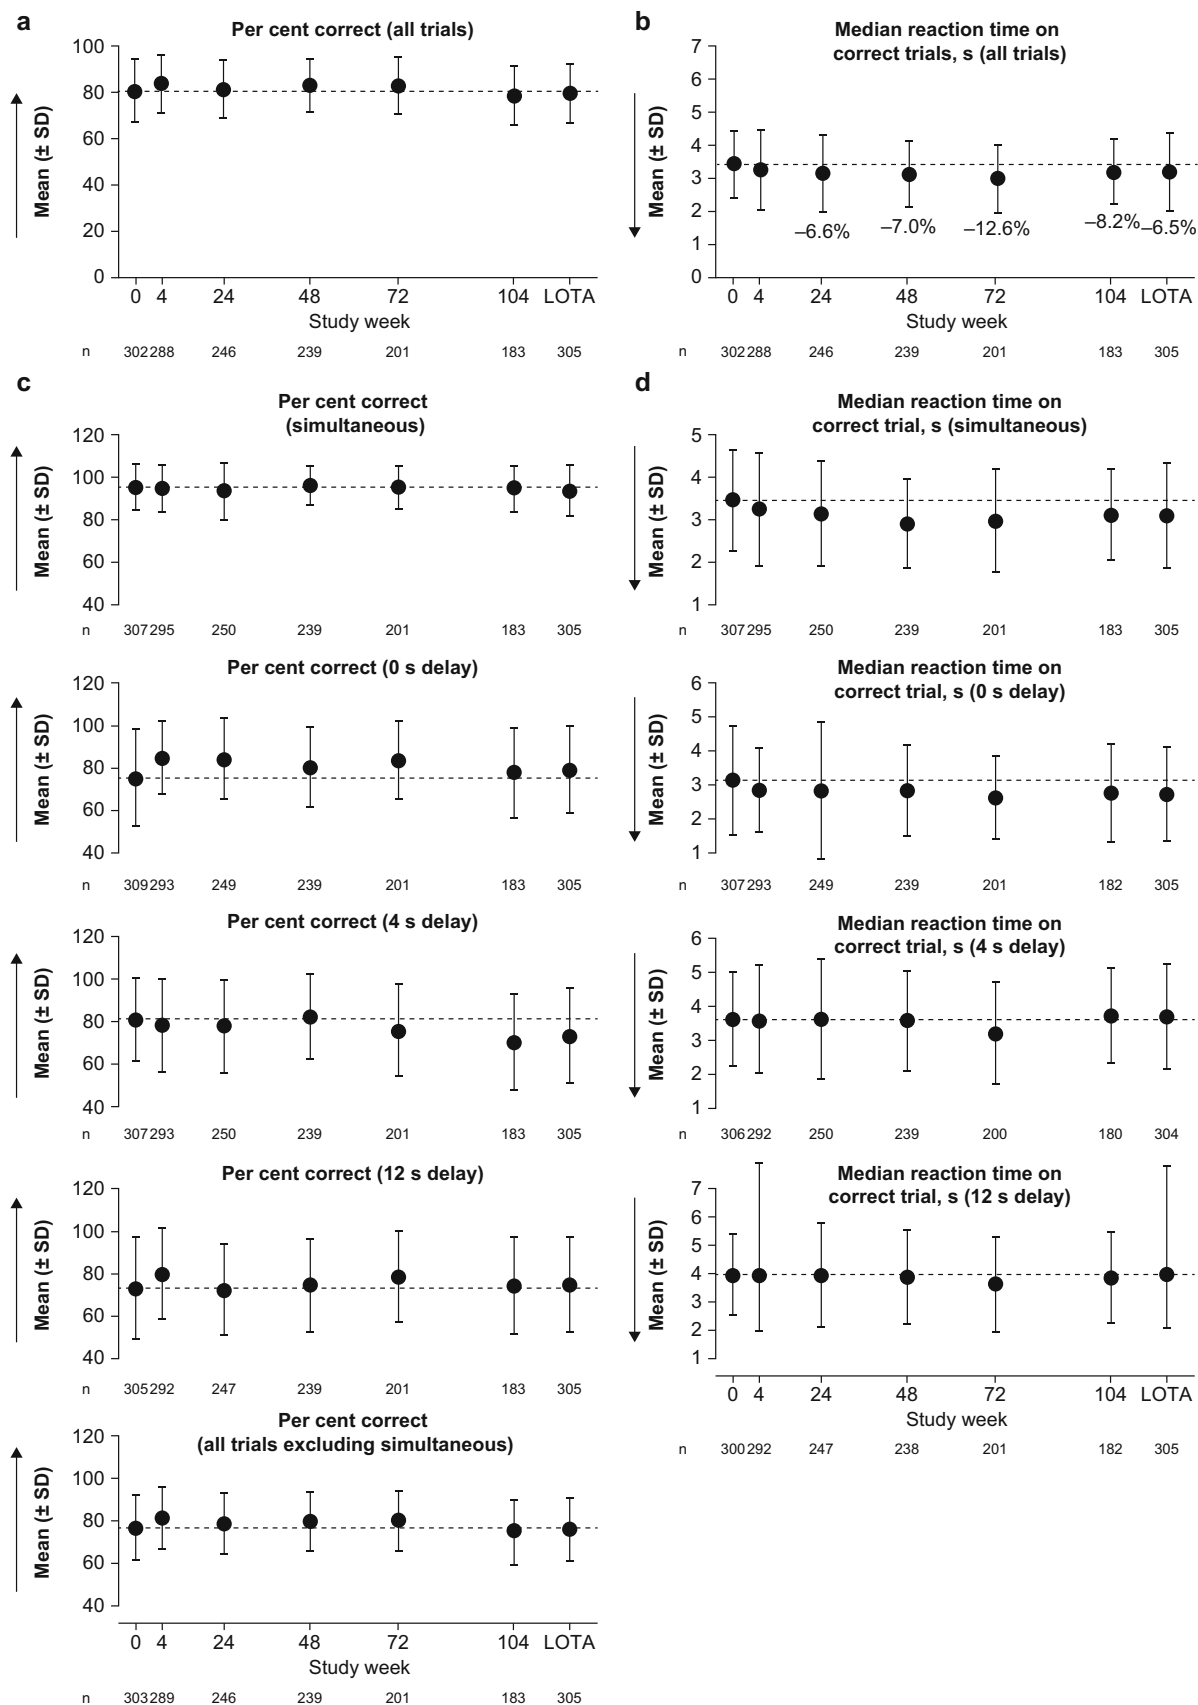 a
Per cent correct (all trials)
100
80
60
40
20
0
Mean (± SD)
0 4 24 48 72 104 LOTA
Study week
n 302 288 246 239 201 183 305
b
Median reaction time on
correct trials, s (all trials)
7
6
5
4
3
2
1
0
Mean (± SD)
–6.6% –7.0% –12.6% –8.2% –6.5%
0 4 24 48 72 104 LOTA
Study week
n 302 288 246 239 201 183 305
c
Per cent correct
(simultaneous)
120
100
80
60
40
Mean (± SD)
n 307 295 250 239 201 183 305
Per cent correct (0 s delay)
120
100
80
60
40
Mean (± SD)
n 309 293 249 239 201 183 305
Per cent correct (4 s delay)
120
100
80
60
40
Mean (± SD)
n 307 293 250 239 201 183 305
Per cent correct (12 s delay)
120
100
80
60
40
Mean (± SD)
n 305 292 247 239 201 183 305
Per cent correct
(all trials excluding simultaneous)
120
100
80
60
40
Mean (± SD)
0 4 24 48 72 104 LOTA
Study week
n 303 289 246 239 201 183 305
d
Median reaction time on
correct trial, s (simultaneous)
5
4
3
2
1
Mean (± SD)
n 307 295 250 239 201 183 305
Median reaction time on
correct trial, s (0 s delay)
6
5
4
3
2
1
Mean (± SD)
n 307 293 249 239 201 182 305
Median reaction time on
correct trial, s (4 s delay)
6
5
4
3
2
1
Mean (± SD)
n 306 292 250 239 200 180 304
Median reaction time on
correct trial, s (12 s delay)
7
6
5
4
3
2
1
Mean (± SD)
0 4 24 48 72 104 LOTA
Study week
n 300 292 247 238 201 182 305